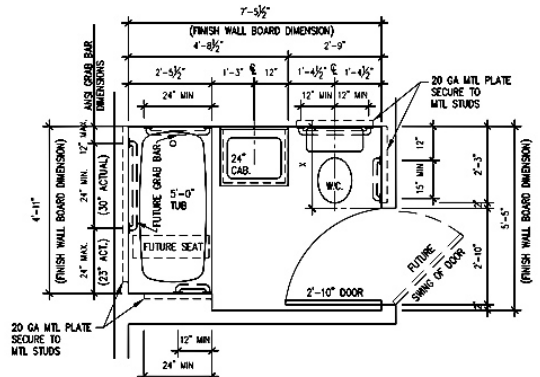 7'-5½"
(FINISH WALL BOARD DIMENSION)
4'-8½"
2'-9"
2'-5½"
1'-3"
℄
12"
1'-4½"
℄
1'-4½"
24" MIN
12" MIN
12" MIN
20 GA MTL PLATE
SECURE TO
MTL STUDS
ANSI GRAB BAR
DIMENSIONS
12" MAX.
24" MIN.
(30" ACTUAL)
24" MAX.
(23" ACT.)
4'-11"
(FINISH WALL BOARD DIMENSION)
FUTURE GRAB BAR
5'-0"
TUB
FUTURE SEAT
24"
CAB.
X
W.C.
12"
15" MIN
2'-3"
2'-10"
5'-5"
(FINISH WALL BOARD DIMENSION)
2'-10" DOOR
FUTURE
SWING OF DOOR
20 GA MTL PLATE
SECURE TO
MTL STUDS
12" MIN
24" MIN